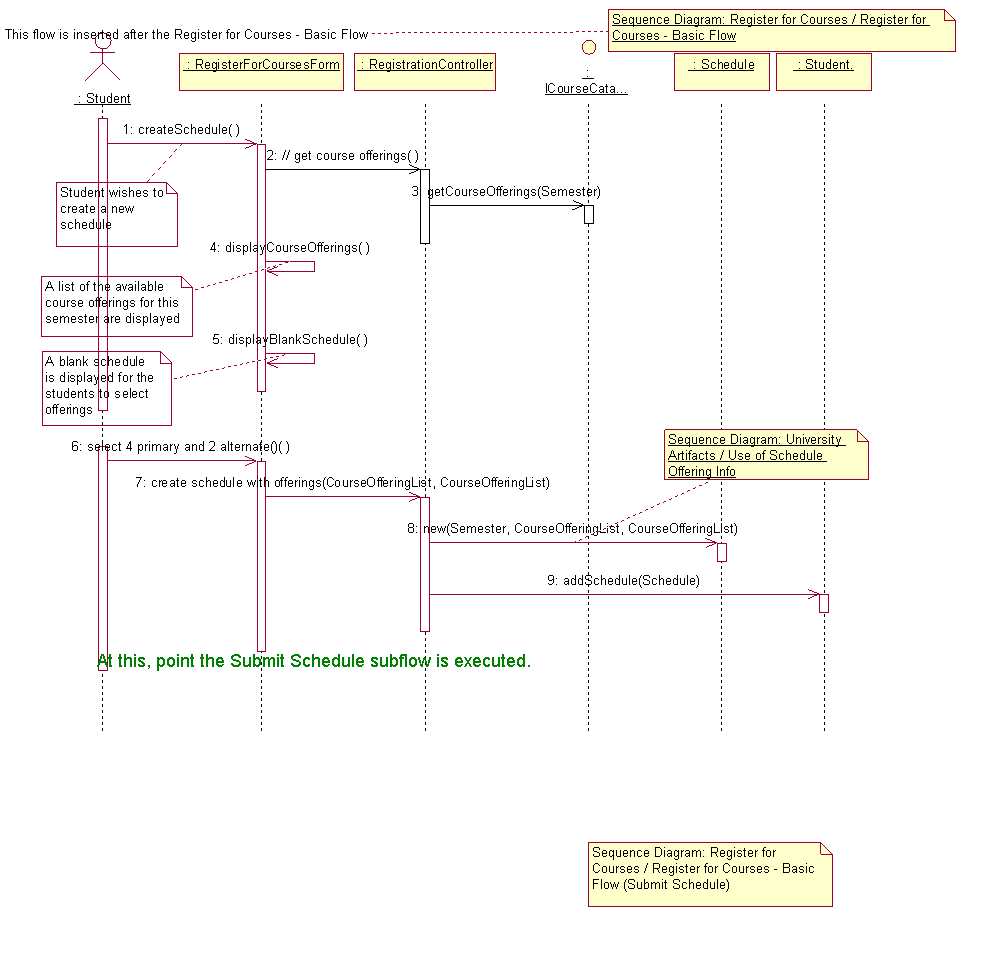 This flow is inserted after the Register for Courses - Basic Flow
Sequence Diagram: Register for Courses / Register for
Courses - Basic Flow
: Student
: RegisterForCoursesForm
: RegistrationController
:
ICourseCata...
: Schedule
: Student.
1: createSchedule( )
2: // get course offerings( )
3: getCourseOfferings(Semester)
Student wishes to
create a new
schedule
4: displayCourseOfferings( )
A list of the available
course offerings for this
semester are displayed
5: displayBlankSchedule( )
A blank schedule
is displayed for the
students to select
offerings
6: select 4 primary and 2 alternate()( )
Sequence Diagram: University
Artifacts / Use of Schedule
Offering Info
7: create schedule with offerings(CourseOfferingList, CourseOfferingList)
8: new(Semester, CourseOfferingList, CourseOfferingList)
9: addSchedule(Schedule)
At this, point the Submit Schedule subflow is executed.
Sequence Diagram: Register for
Courses / Register for Courses - Basic
Flow (Submit Schedule)